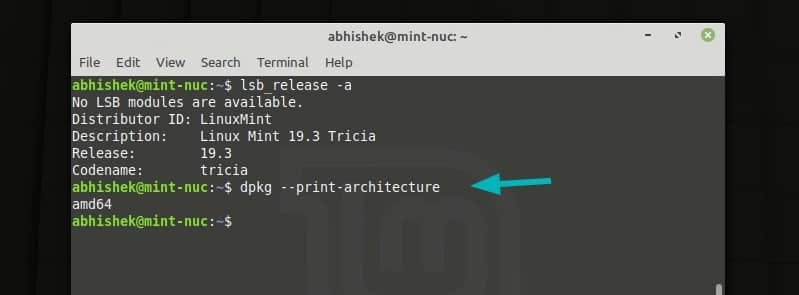 abhishek@mint-nuc: ~
File Edit View Search Terminal Help
abhishek@mint-nuc:~$ lsb_release -a
No LSB modules are available.
Distributor ID: LinuxMint
Description:    Linux Mint 19.3 Tricia
Release:        19.3
Codename:       tricia
abhishek@mint-nuc:~$ dpkg --print-architecture
amd64
abhishek@mint-nuc:~$